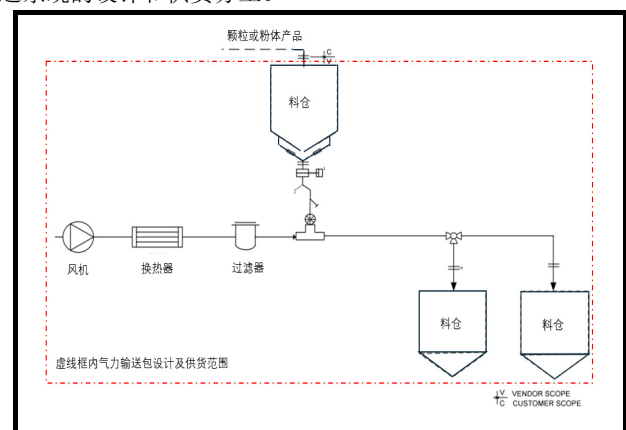 颗粒或粉体产品
C
V
料仓
风机
换热器
过滤器
料仓
料仓
虚线框内气力输送包设计及供货范围
V VENDOR SCOPE
C CUSTOMER SCOPE